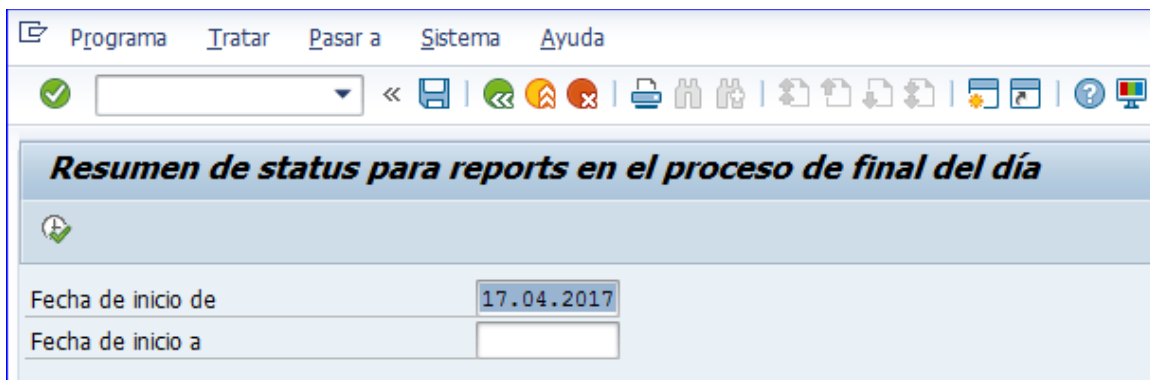 Programa Tratar Pasar a Sistema Ayuda
Resumen de status para reports en el proceso de final del día
Fecha de inicio de 17.04.2017
Fecha de inicio a